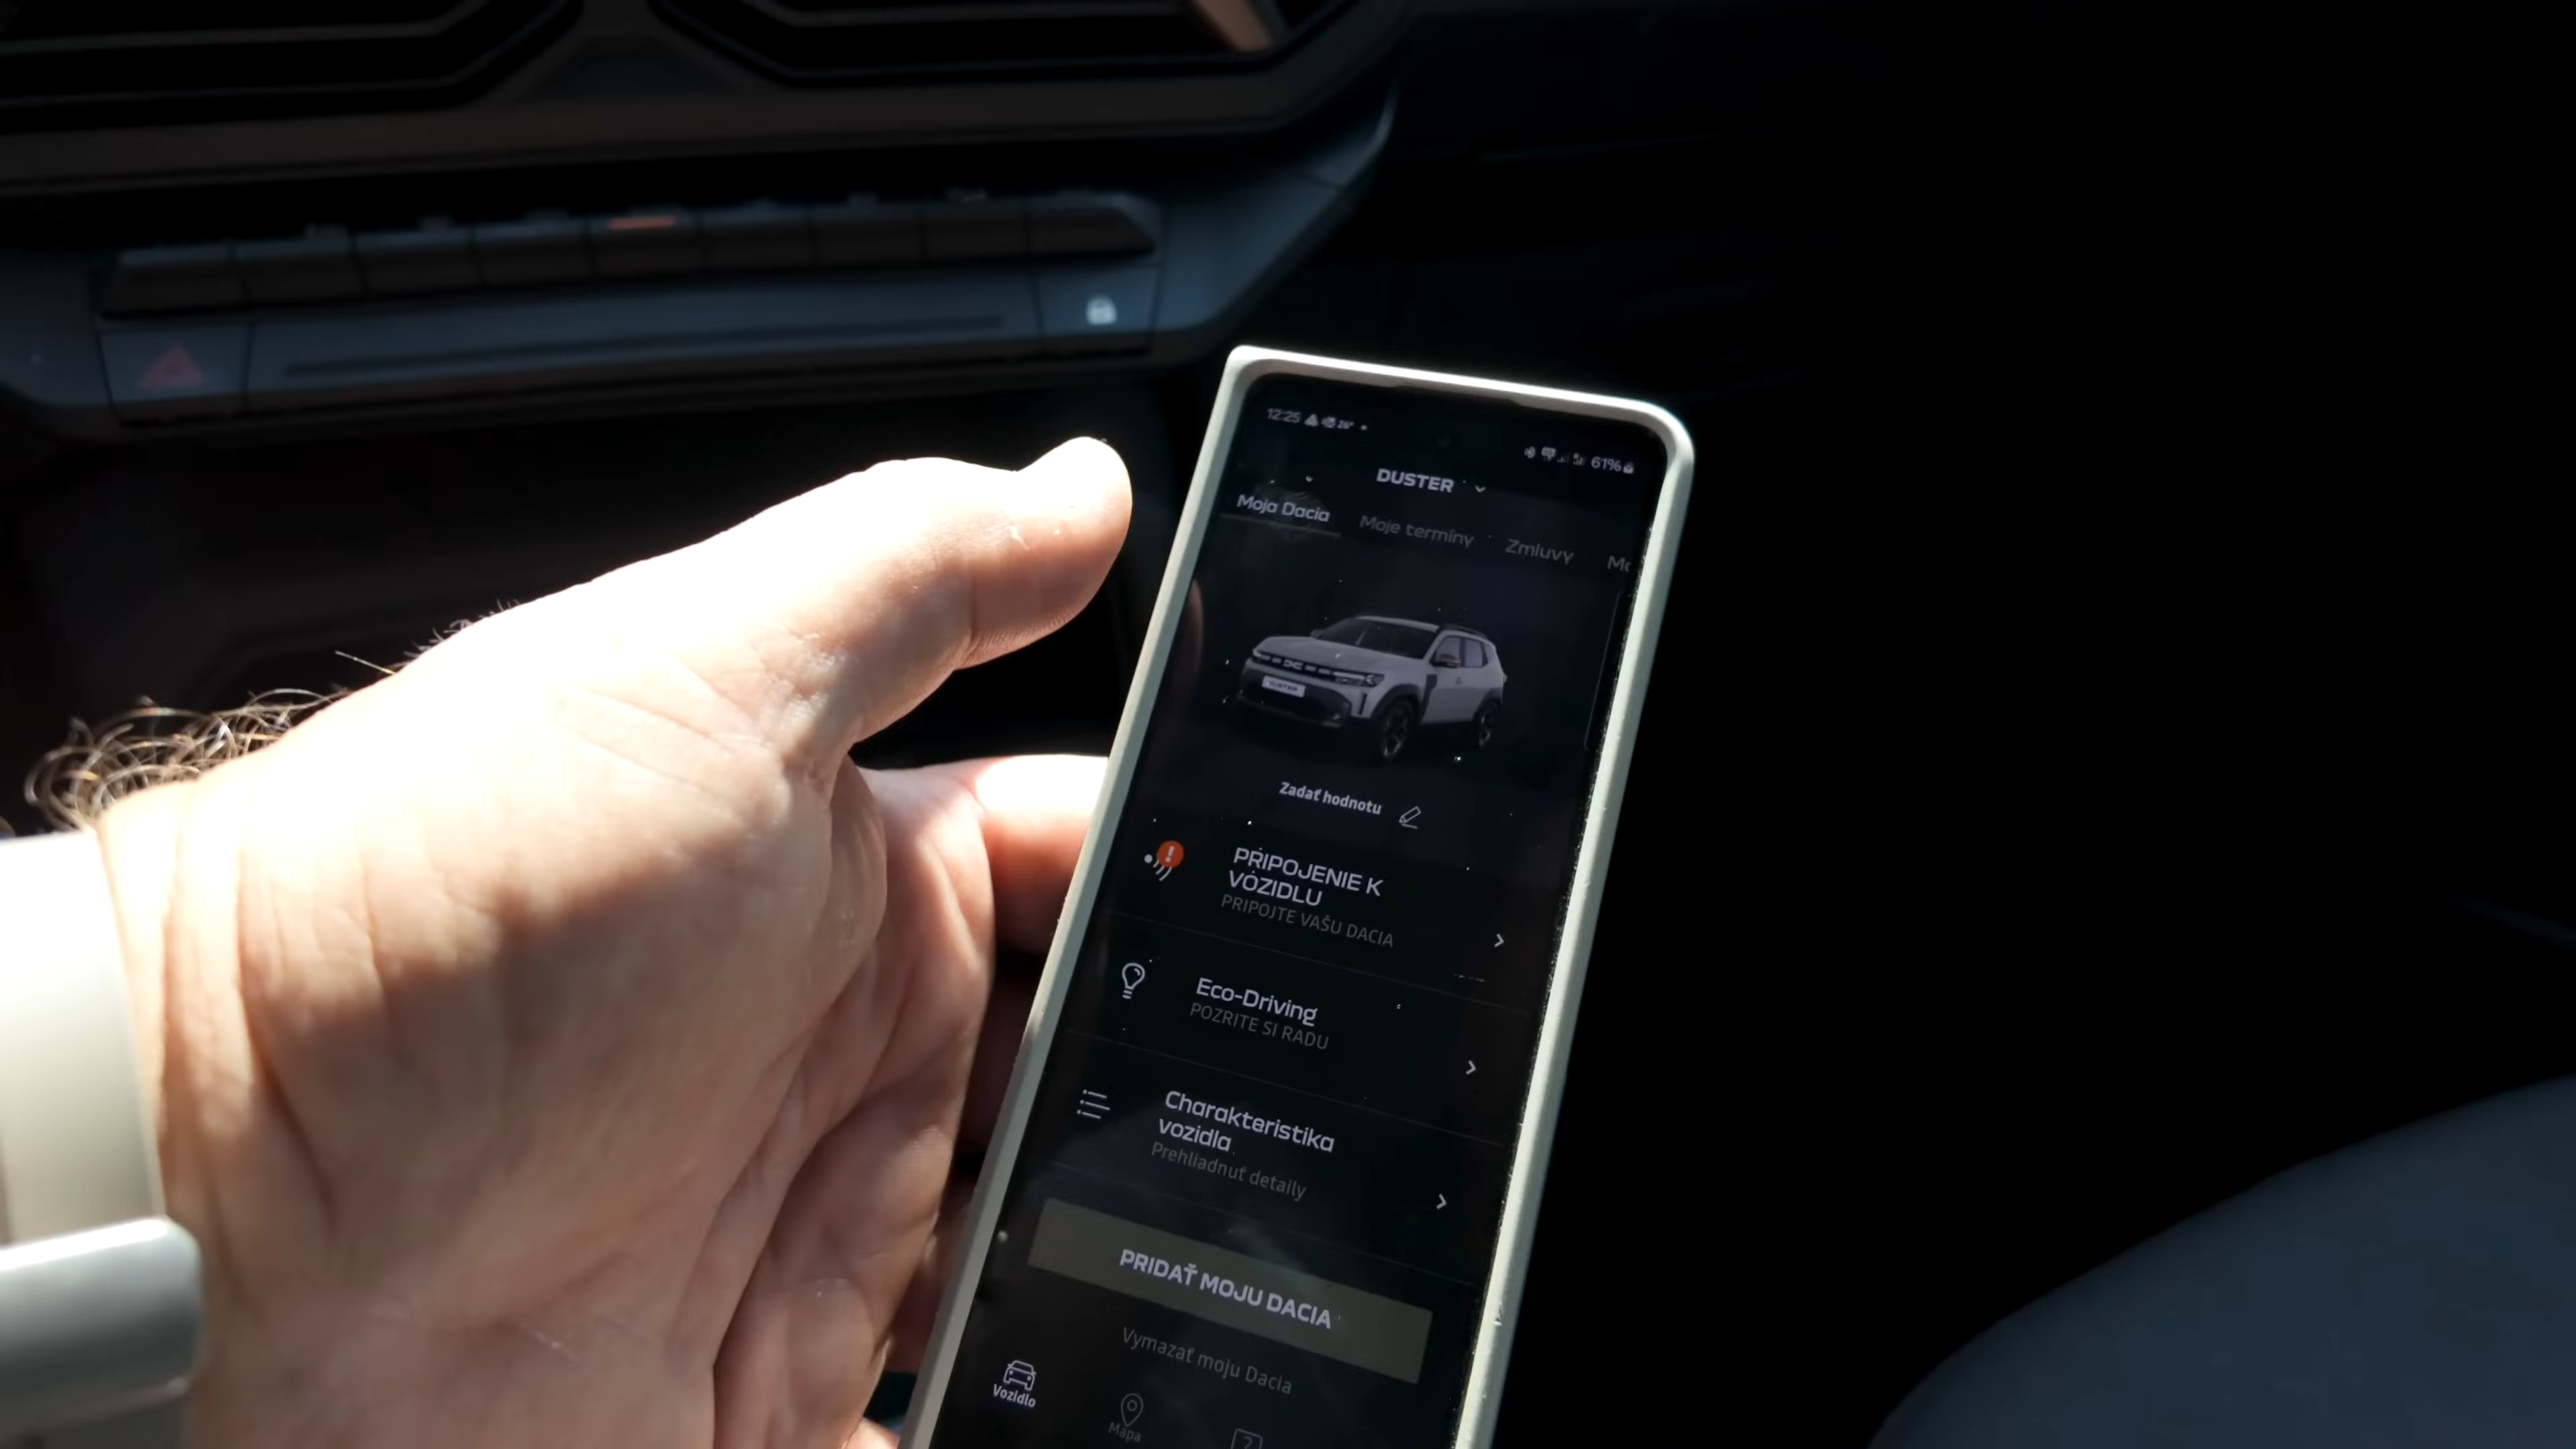 12:25
61%
DUSTER
Moja Dacia Moje termíny Zmluvy
DUSTER
Zadať hodnotu
PRIPOJENIE K
VOZIDLU
PRIPOJTE VAŠU DACIA
Eco-Driving
POZRITE SI RADU
Charakteristika
vozidla
Prehliadnuť detaily
PRIDAŤ MOJU DACIA
Vymazať moju Dacia
Vozidlo
Mapa